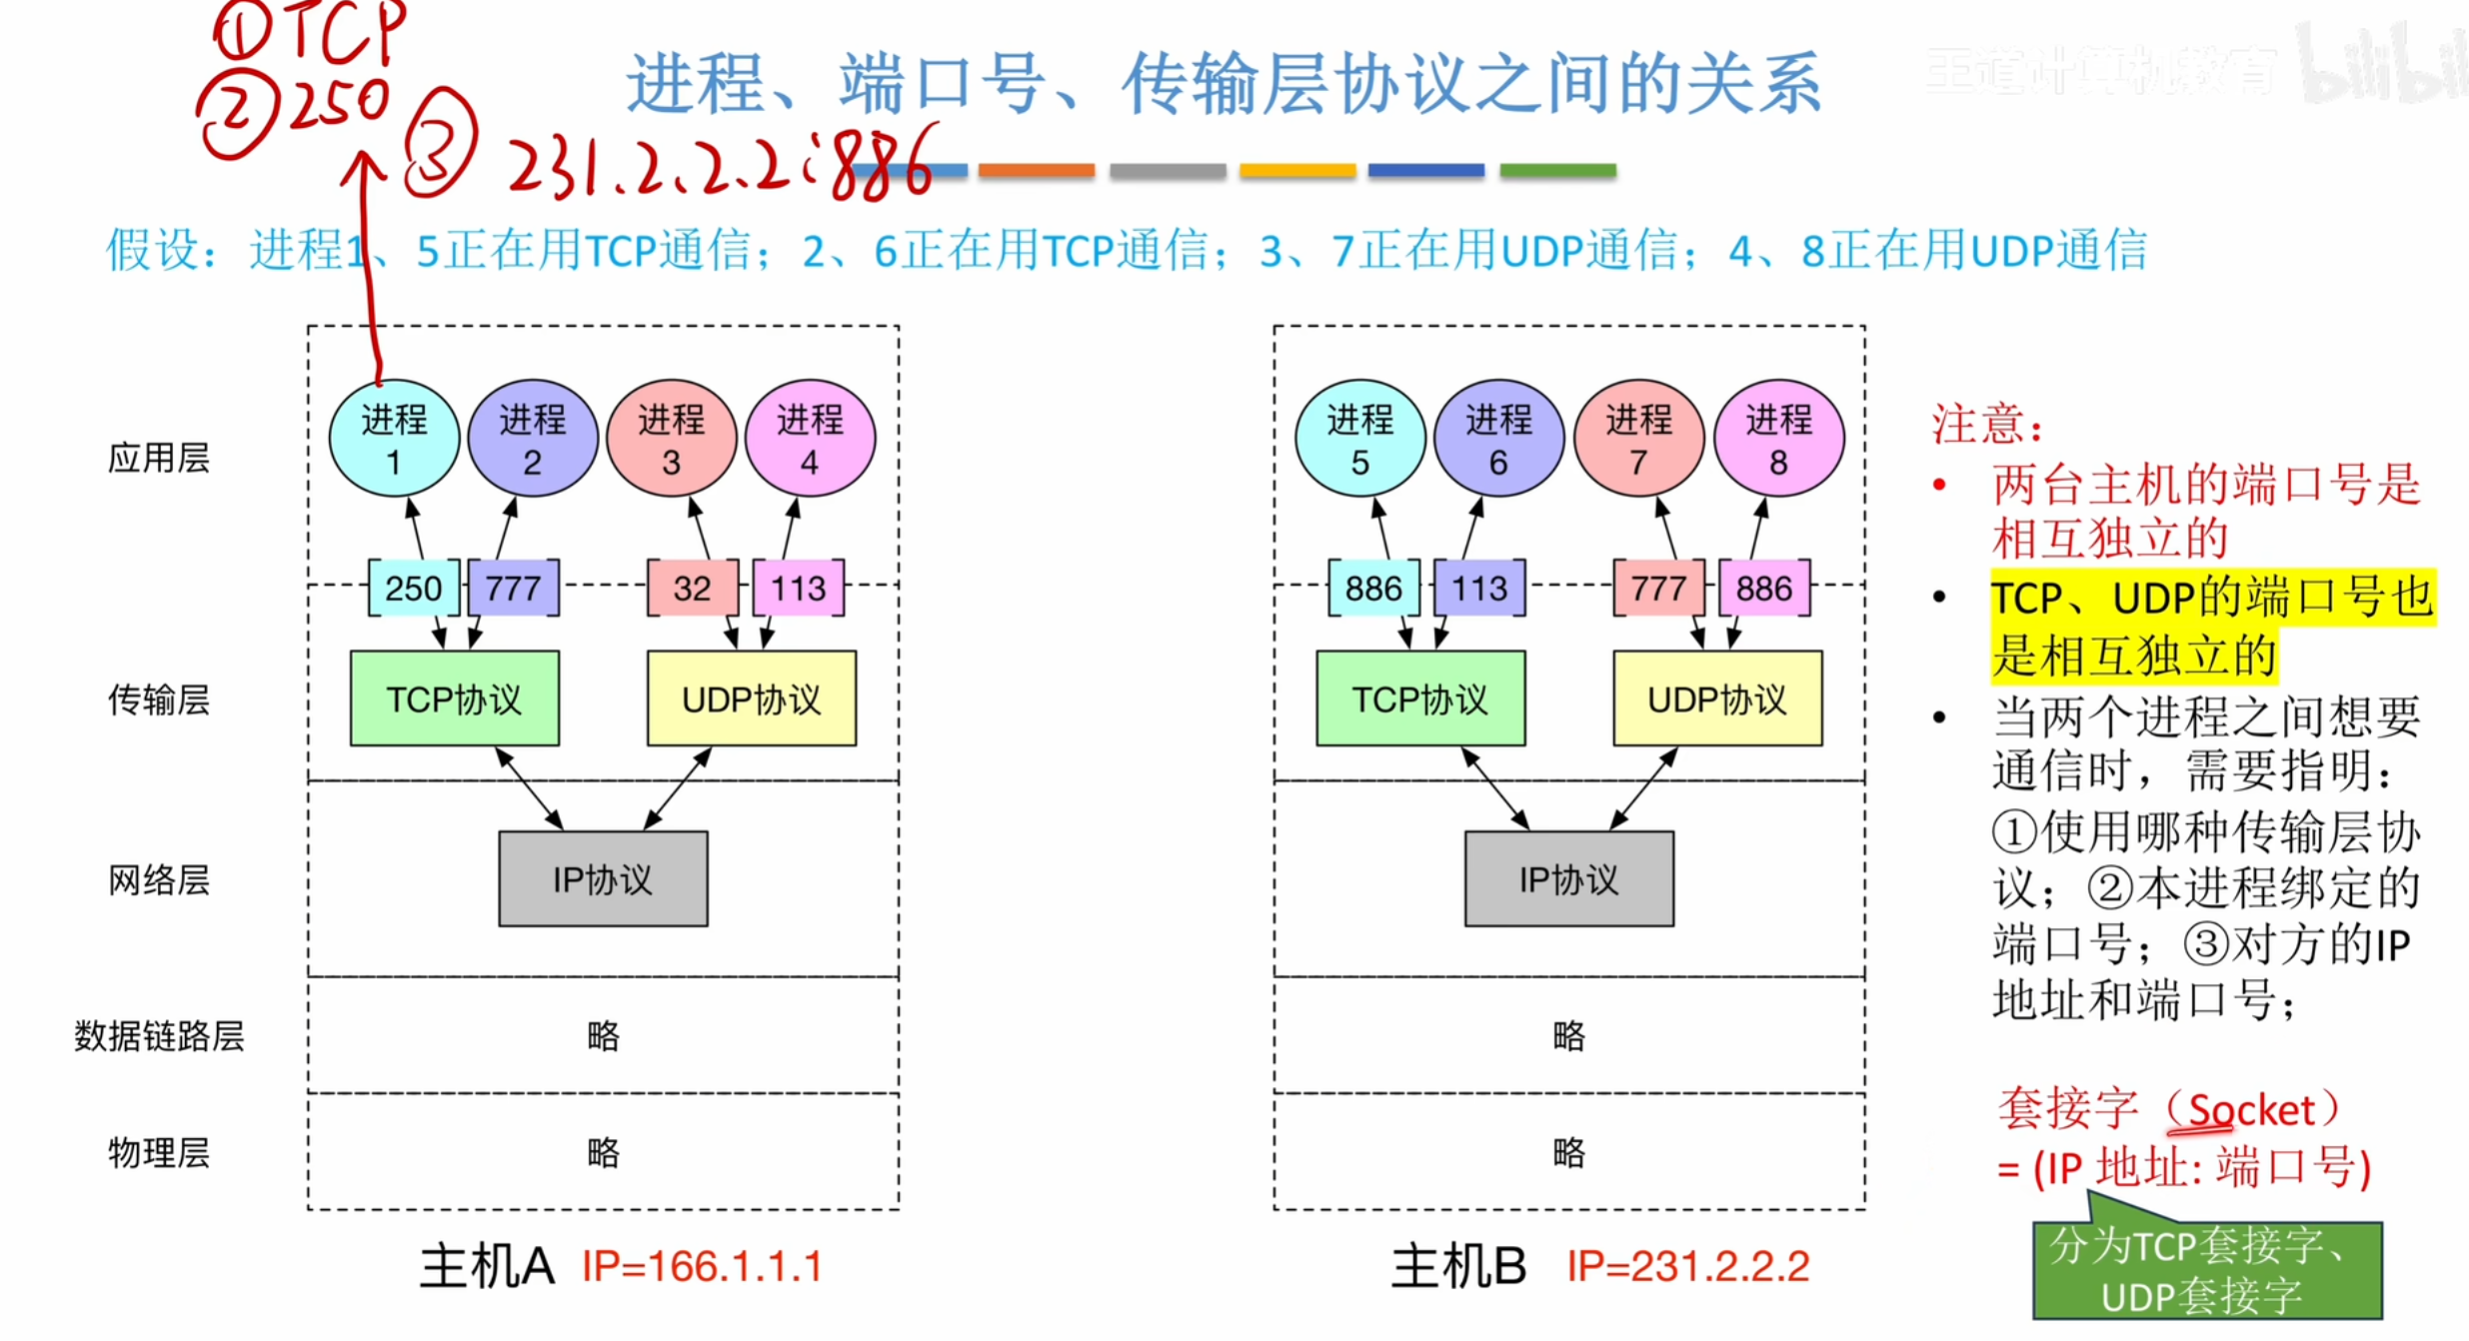 ①TCP
②250
③ 231.2.2.2:886
进程、端口号、传输层协议之间的关系
王道计算机教育 bilibili
假设：进程1、5正在用TCP通信；2、6正在用TCP通信；3、7正在用UDP通信；4、8正在用UDP通信
应用层
进程 进程 进程 进程
1 2 3 4
250 777 32 113
传输层
TCP协议 UDP协议
网络层
IP协议
数据链路层
略
物理层
略
主机A IP=166.1.1.1
进程 进程 进程 进程
5 6 7 8
886 113 777 886
TCP协议 UDP协议
IP协议
略
略
主机B IP=231.2.2.2
注意：
• 两台主机的端口号是
相互独立的
• TCP、UDP的端口号也
是相互独立的
• 当两个进程之间想要
通信时，需要指明：
①使用哪种传输层协
议；②本进程绑定的
端口号；③对方的IP
地址和端口号；
套接字（Socket）
= (IP 地址: 端口号)
分为TCP套接字、
UDP套接字